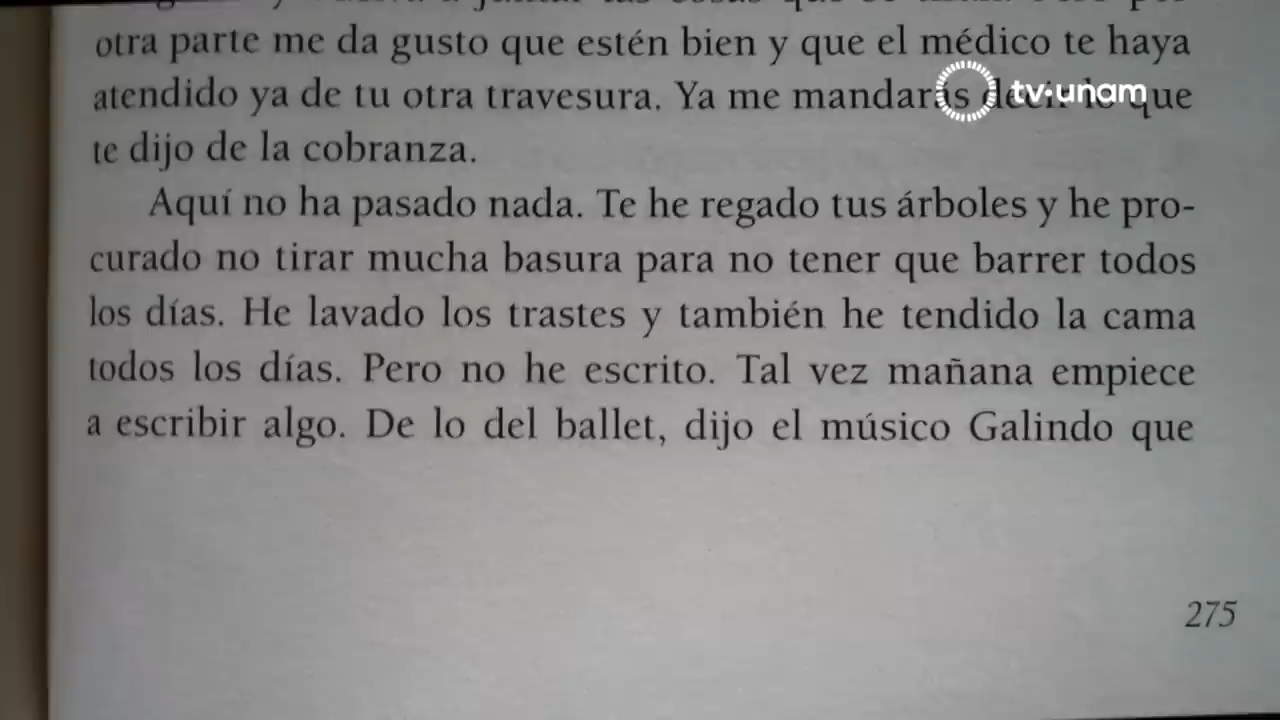 otra parte me da gusto que estén bien y que el médico te haya
atendido ya de tu otra travesura. Ya me mandarás decir lo que
tv·unam
te dijo de la cobranza.
Aquí no ha pasado nada. Te he regado tus árboles y he pro-
curado no tirar mucha basura para no tener que barrer todos
los días. He lavado los trastes y también he tendido la cama
todos los días. Pero no he escrito. Tal vez mañana empiece
a escribir algo. De lo del ballet, dijo el músico Galindo que
275